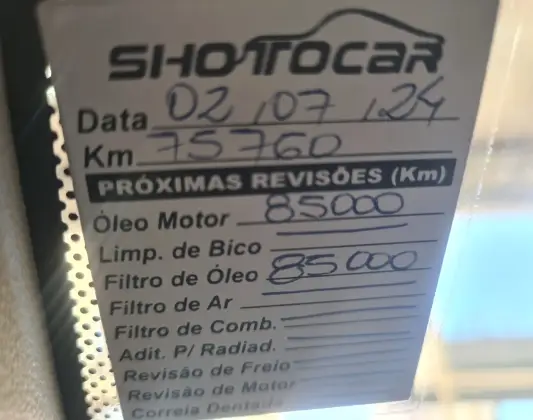 SHOTTOCAR
Data 02 / 07 / 24
Km 75760
PRÓXIMAS REVISÕES (Km)
Óleo Motor 85000
Limp. de Bico
Filtro de Óleo 85000
Filtro de Ar
Filtro de Comb.
Adit. P/ Radiad.
Revisão de Freio
Revisão de Motor
Correia Dentada